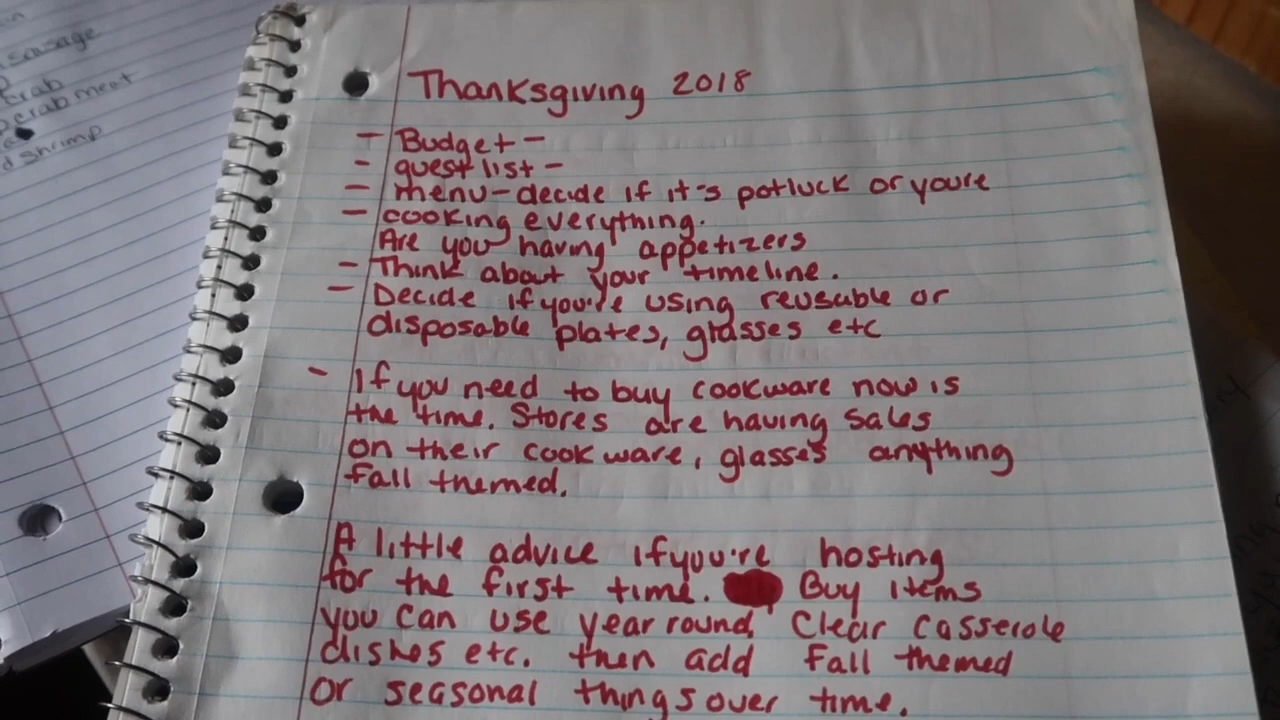 sausage
crab
crab meat
shrimp
Thanksgiving 2018
- Budget -
- guest list -
- menu - decide if it's potluck or youre
- cooking everything.
Are you having appetizers
- Think about your timeline.
- Decide if you're using reusable or
disposable plates, glasses etc
- If you need to buy cookware now is
the time. Stores are having sales
on their cookware, glasses anything
fall themed.
A little advice if you're hosting
for the first time. Buy items
you can use year round, Clear casserole
dishes etc. then add fall themed
or seasonal things over time.